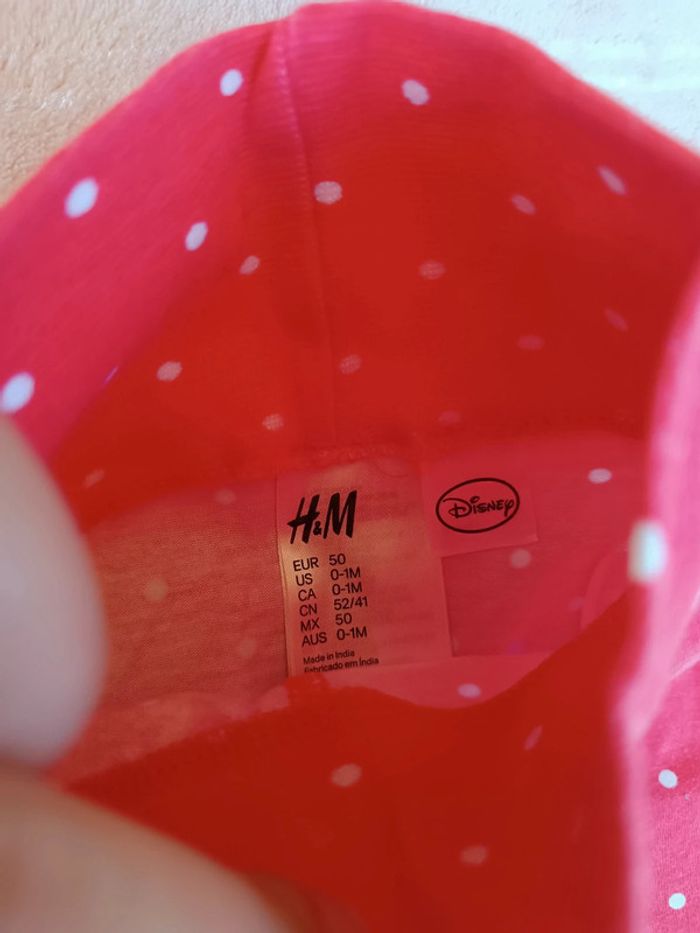 H&M
DISNEY
EUR 50
US 0-1M
CA 0-1M
CN 52/41
MX 50
AUS 0-1M
Made in India
Fabricado em Índia